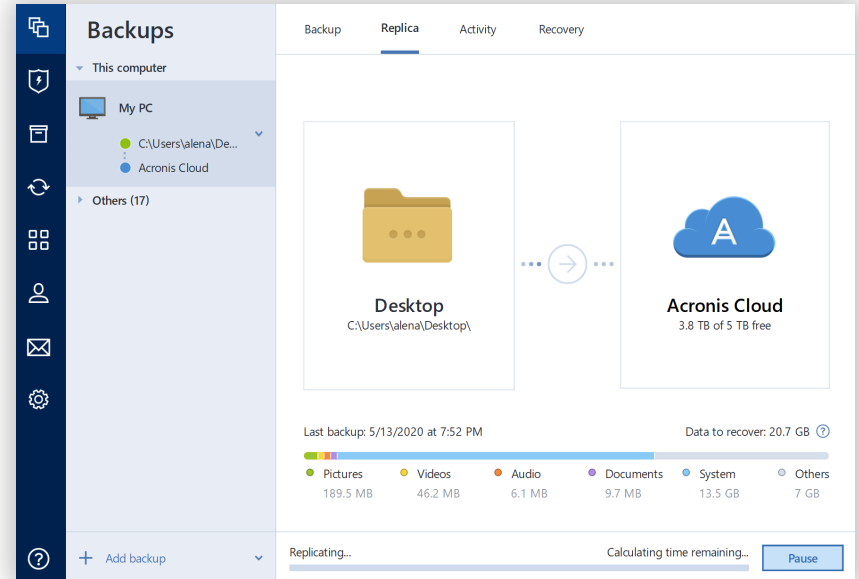 Backups
This computer
My PC
C:\Users\alena\De...
Acronis Cloud
Others (17)
Add backup
Backup Replica Activity Recovery
Desktop
C:\Users\alena\Desktop\
Acronis Cloud
3.8 TB of 5 TB free
Last backup: 5/13/2020 at 7:52 PM
Data to recover: 20.7 GB
Pictures Videos Audio Documents System Others
189.5 MB 46.2 MB 6.1 MB 9.7 MB 13.5 GB 7 GB
Replicating...
Calculating time remaining...
Pause